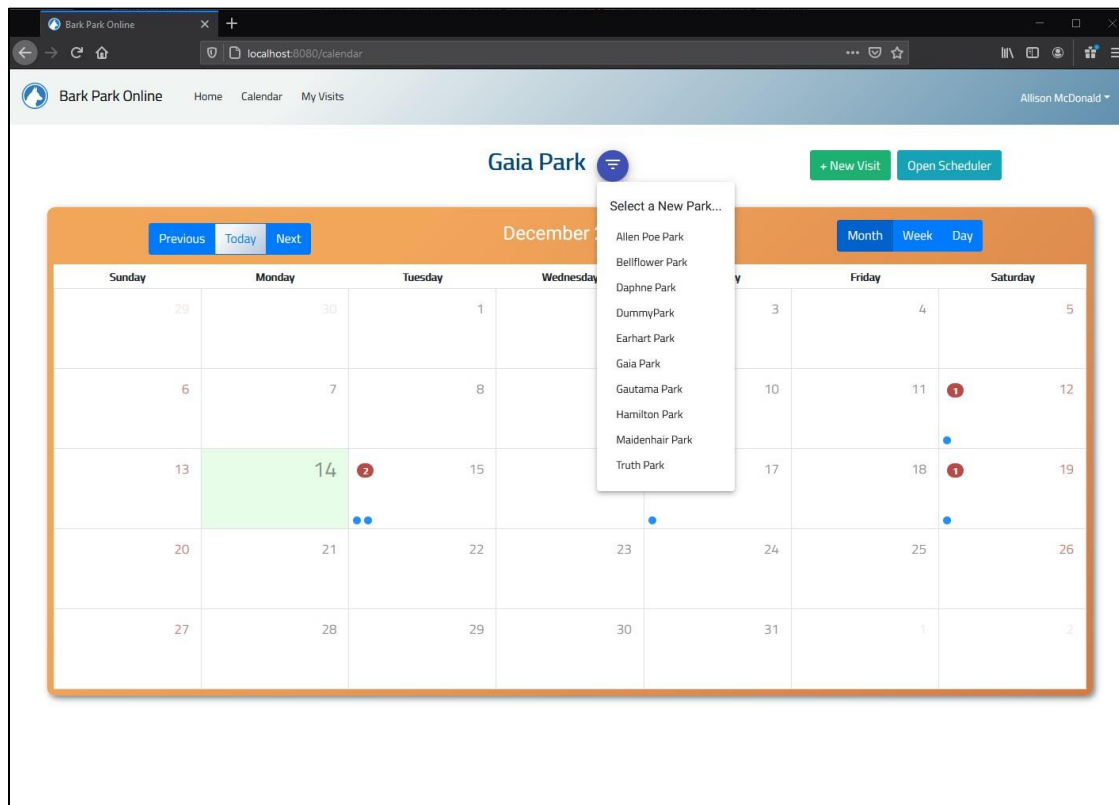 Bark Park Online
localhost:8080/calendar
Bark Park Online Home Calendar My Visits Allison McDonald
Gaia Park + New Visit Open Scheduler
Select a New Park...
Allen Poe Park
Bellflower Park
Daphne Park
DummyPark
Earhart Park
Gaia Park
Gautama Park
Hamilton Park
Maidenhair Park
Truth Park
Previous Today Next December Month Week Day
Sunday Monday Tuesday Wednesday Friday Saturday
29 30 1 3 4 5
6 7 8 10 11 1 12
13 14 2 15 17 18 1 19
20 21 22 23 24 25 26
27 28 29 30 31 1 2